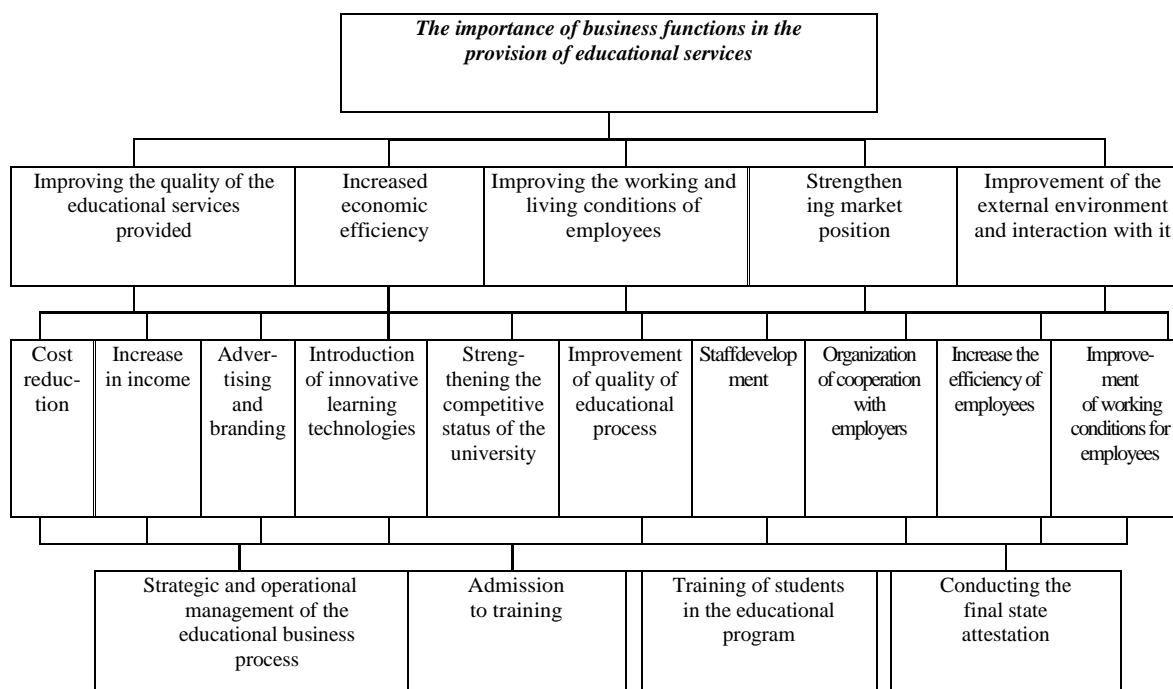 The importance of business functions in the
provision of educational services
Improving the quality of the
educational services
provided
Increased
economic
efficiency
Improving the working and
living conditions of
employees
Strengthen
ing market
position
Improvement of the
external environment
and interaction with it
Cost
reduc-
tion
Increase
in income
Adver-
tising
and
branding
Introduction
of innovative
learning
technologies
Streng-
thening the
competitive
status of the
university
Improvement
of quality of
educational
process
Staffdevelop
ment
Organization
of cooperation
with
employers
Increase the
efficiency of
employees
Improve-
ment
of working
conditions for
employees
Strategic and operational
management of the
educational business
process
Admission
to training
Training of students
in the educational
program
Conducting the
final state
attestation